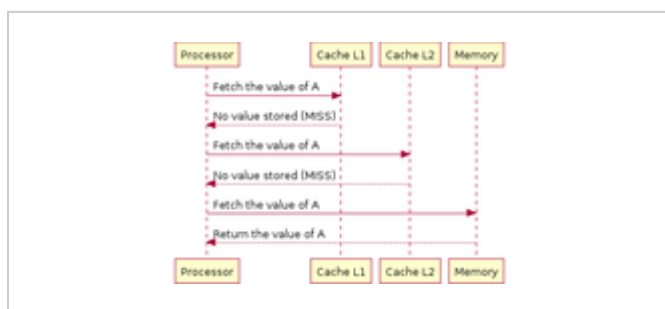 Processor Cache L1 Cache L2 Memory
Fetch the value of A
No value stored (MISS)
Fetch the value of A
No value stored (MISS)
Fetch the value of A
Return the value of A
Processor Cache L1 Cache L2 Memory